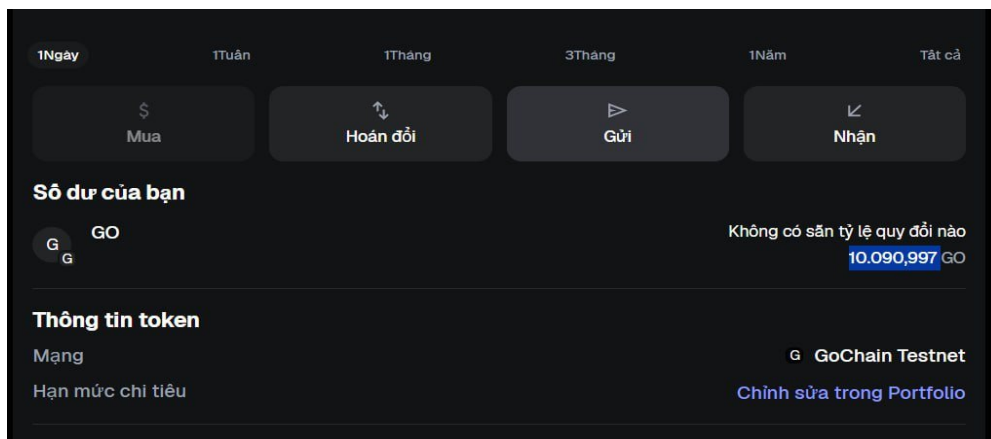 1Ngày 1Tuần 1Tháng 3Tháng 1Năm Tất cả
$ Mua Hoán đổi Gửi Nhận
Số dư của bạn
G G GO Không có sẵn tỷ lệ quy đổi nào
10.090,997 GO
Thông tin token
Mạng G GoChain Testnet
Hạn mức chi tiêu Chỉnh sửa trong Portfolio